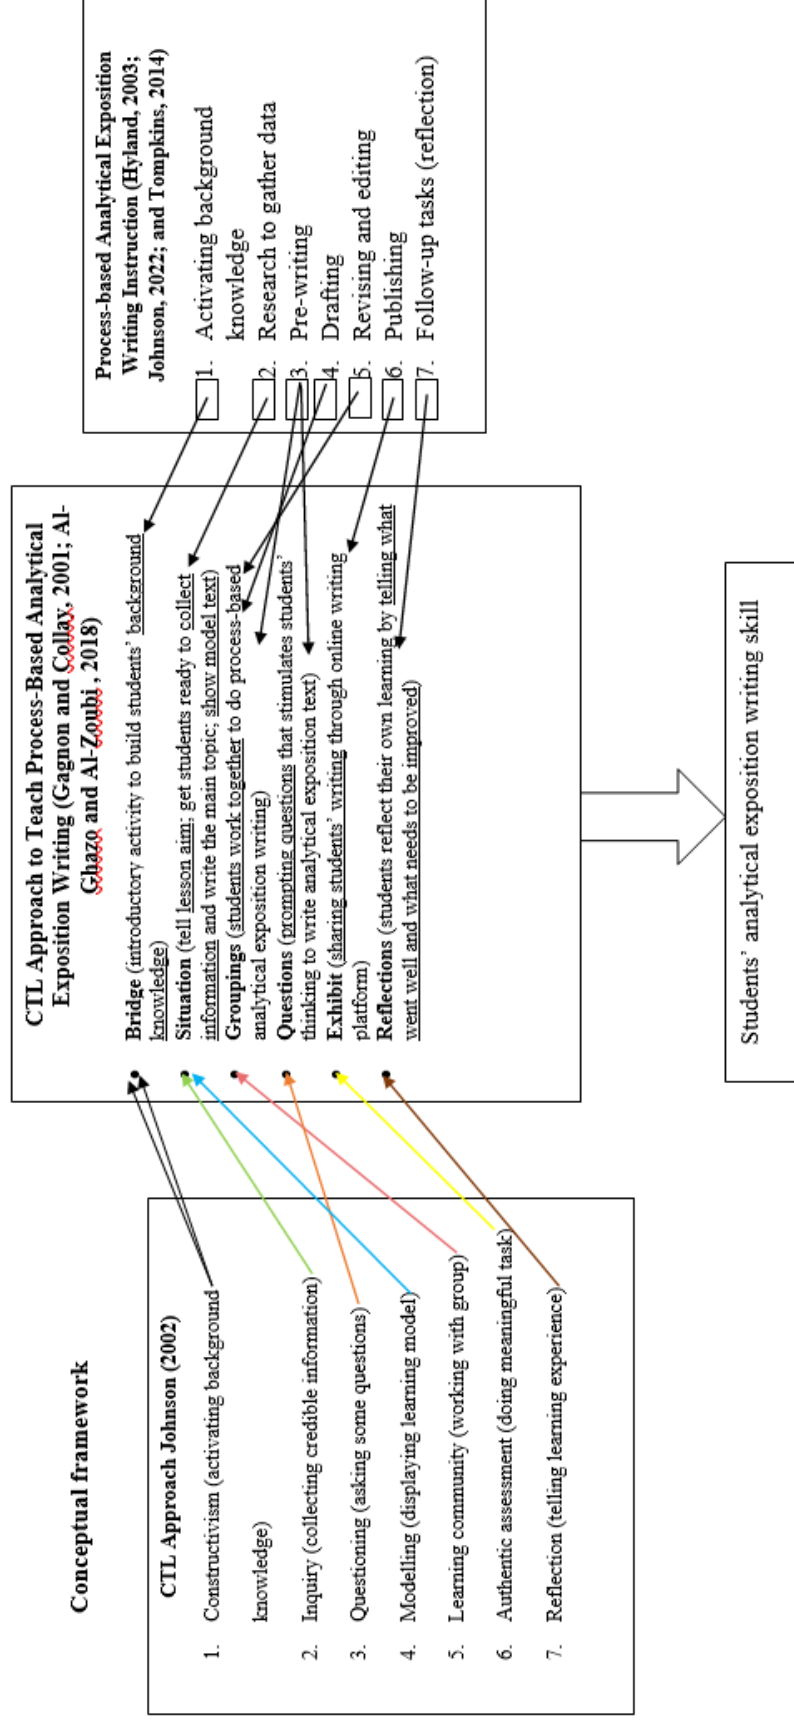 Conceptual framework
CTL Approach Johnson (2002)
1. Constructivism (activating background
knowledge)
2. Inquiry (collecting credible information)
3. Questioning (asking some questions)
4. Modelling (displaying learning model)
5. Learning community (working with group)
6. Authentic assessment (doing meaningful task)
7. Reflection (telling learning experience)
CTL Approach to Teach Process-Based Analytical
Exposition Writing (Gagnon and Collay, 2001; Al-
Ghazo and Al-Zoubi , 2018)
Bridge (introductory activity to build students’ background
knowledge)
Situation (tell lesson aim; get students ready to collect
information and write the main topic; show model text)
Groupings (students work together to do process-based
analytical exposition writing)
Questions (prompting questions that stimulates students’
thinking to write analytical exposition text)
Exhibit (sharing students’ writing through online writing
platform)
Reflections (students reflect their own learning by telling what
went well and what needs to be improved)
Process-based Analytical Exposition
Writing Instruction (Hyland, 2003;
Johnson, 2022; and Tompkins, 2014)
1. Activating background
knowledge
2. Research to gather data
3. Pre-writing
4. Drafting
5. Revising and editing
6. Publishing
7. Follow-up tasks (reflection)
Students’ analytical exposition writing skill